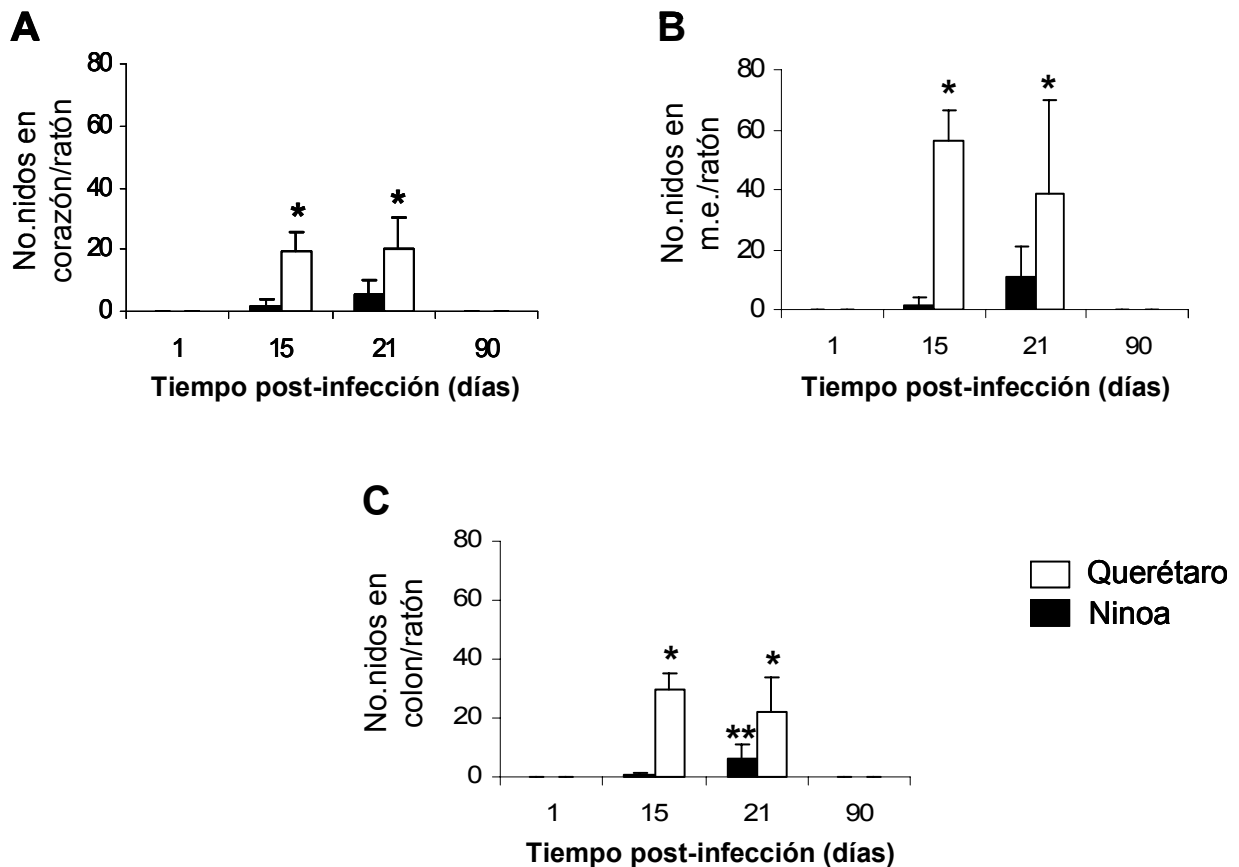 A
No.nidos en
corazón/ratón
80
60
40
20
0
*
*
1 15 21 90
Tiempo post-infección (días)
B
No.nidos en
m.e./ratón
80
60
40
20
0
*
*
1 15 21 90
Tiempo post-infección (días)
C
No.nidos en
colon/ratón
80
60
40
20
0
*
**
*
1 15 21 90
Tiempo post-infección (días)
Querétaro
Ninoa